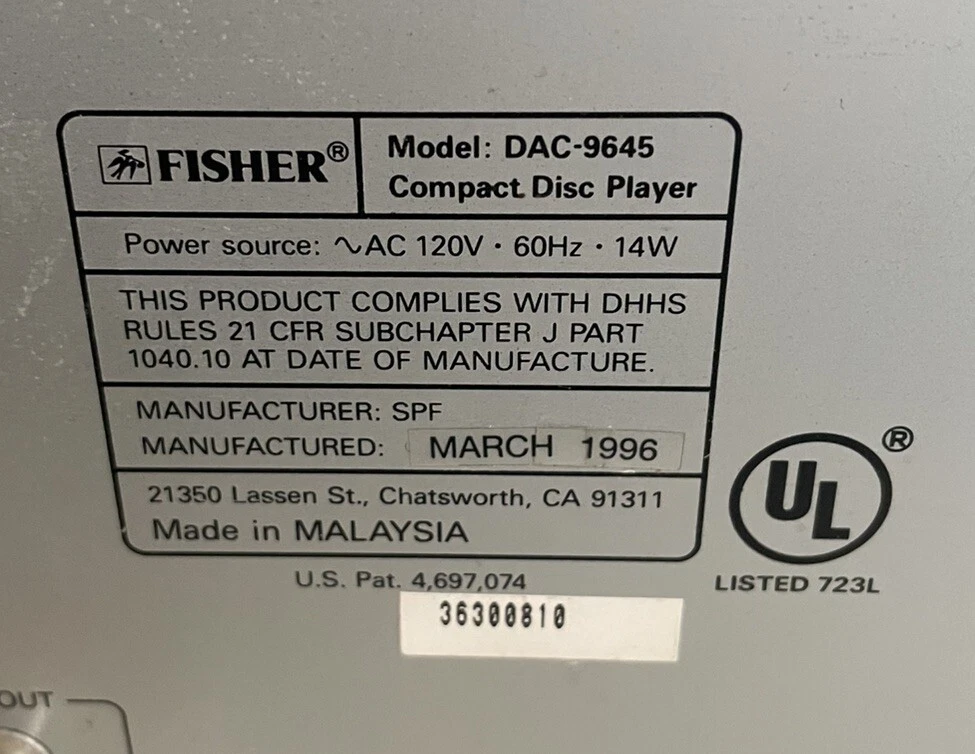 FISHER®
Model: DAC-9645
Compact Disc Player
Power source: ∿AC 120V · 60Hz · 14W
THIS PRODUCT COMPLIES WITH DHHS
RULES 21 CFR SUBCHAPTER J PART
1040.10 AT DATE OF MANUFACTURE.
MANUFACTURER: SPF
MANUFACTURED: MARCH 1996
21350 Lassen St., Chatsworth, CA 91311
Made in MALAYSIA
UL®
LISTED 723L
U.S. Pat. 4,697,074
36300810
OUT